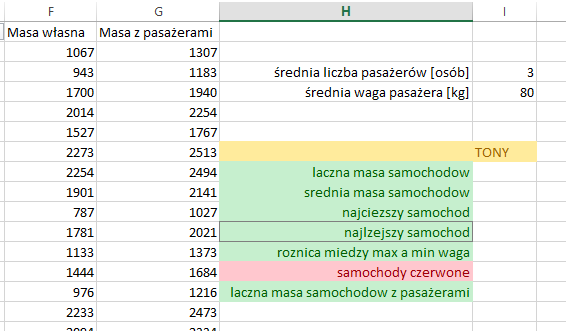 F G H I
Masa własna Masa z pasażerami
1067 1307
943 1183 średnia liczba pasażerów [osób] 3
1700 1940 średnia waga pasażera [kg] 80
2014 2254
1527 1767
2273 2513 TONY
2254 2494 laczna masa samochodow
1901 2141 srednia masa samochodow
787 1027 najciezszy samochod
1781 2021 najlzejszy samochód
1133 1373 roznica miedzy max a min waga
1444 1684 samochody czerwone
976 1216 laczna masa samochodow z pasażerami
2233 2473